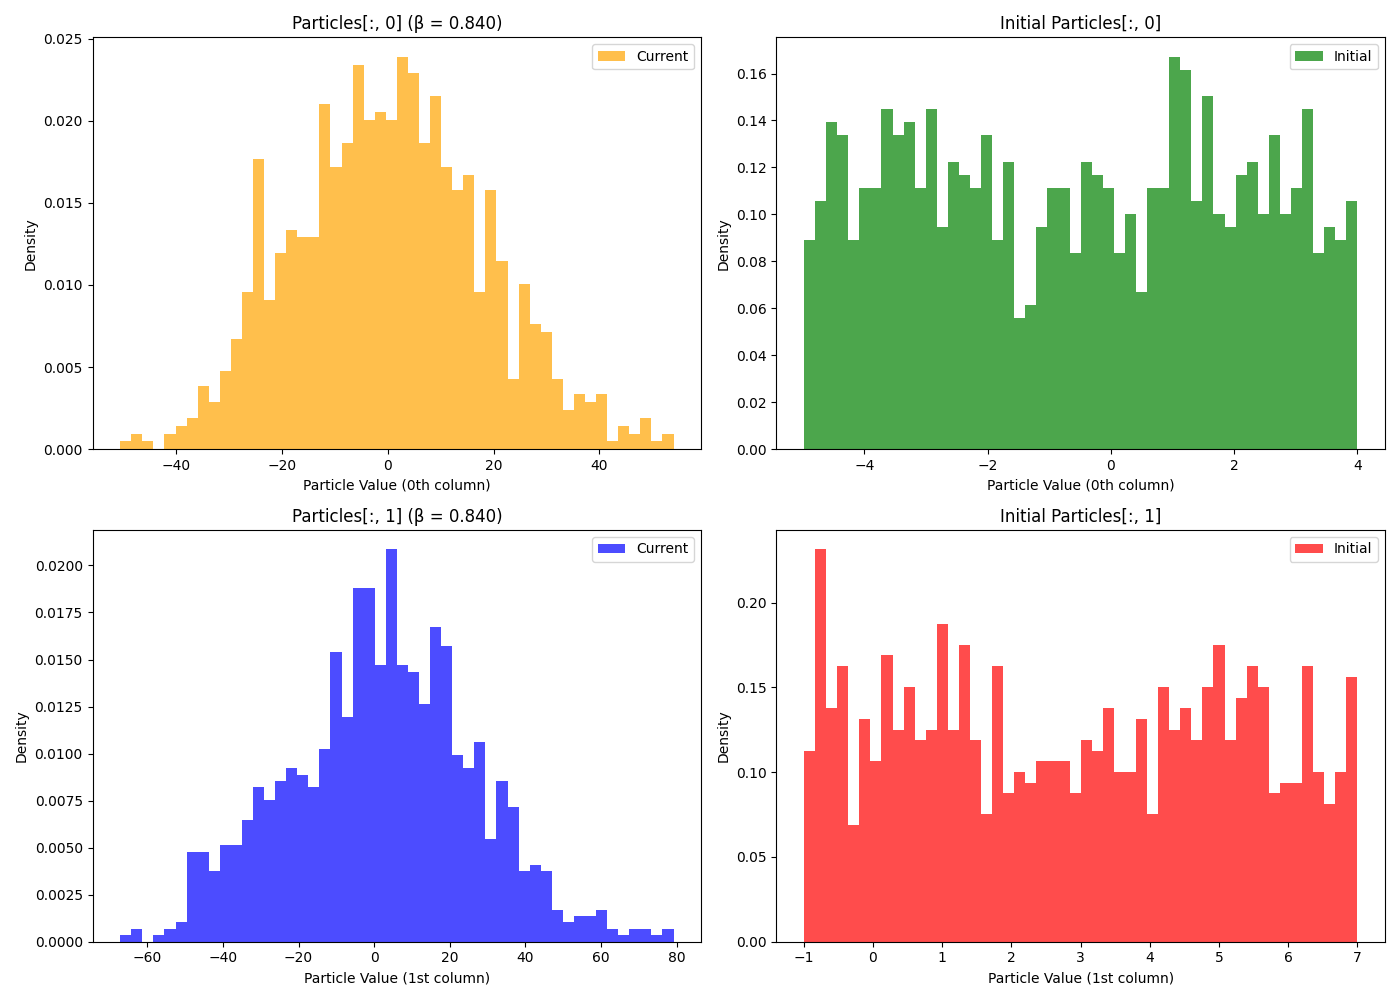 Particles[:, 0] (β = 0.840)
Density
0.025
0.020
0.015
0.010
0.005
0.000
Current
−40 −20 0 20 40
Particle Value (0th column)
Initial Particles[:, 0]
Density
0.16
0.14
0.12
0.10
0.08
0.06
0.04
0.02
0.00
Initial
−4 −2 0 2 4
Particle Value (0th column)
Particles[:, 1] (β = 0.840)
Density
0.0200
0.0175
0.0150
0.0125
0.0100
0.0075
0.0050
0.0025
0.0000
Current
−60 −40 −20 0 20 40 60 80
Particle Value (1st column)
Initial Particles[:, 1]
Density
0.20
0.15
0.10
0.05
0.00
Initial
−1 0 1 2 3 4 5 6 7
Particle Value (1st column)